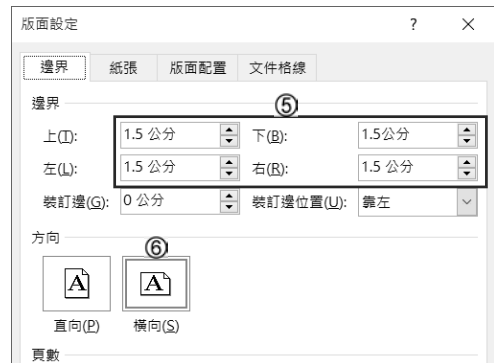 版面設定 ? ×
邊界 紙張 版面配置 文件格線
邊界 ⑤
上(T): 1.5 公分 下(B): 1.5公分
左(L): 1.5 公分 右(R): 1.5 公分
裝訂邊(G): 0 公分 裝訂邊位置(U): 靠左
方向 ⑥
A A
直向(P) 橫向(S)
頁數